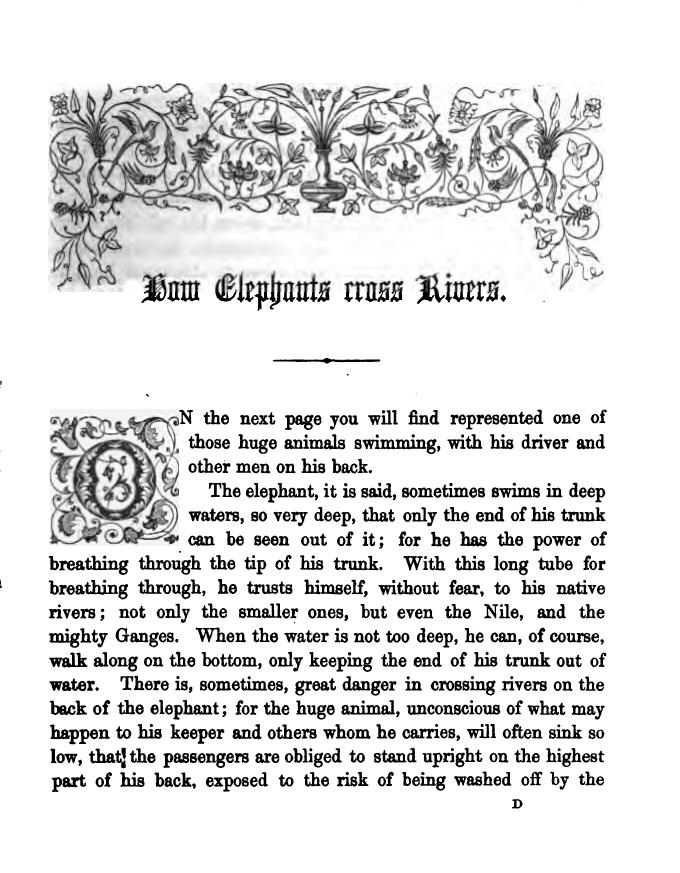 How Elephants cross Rivers.
ON the next page you will find represented one of
those huge animals swimming, with his driver and
other men on his back.
The elephant, it is said, sometimes swims in deep
waters, so very deep, that only the end of his trunk
can be seen out of it; for he has the power of
breathing through the tip of his trunk. With this long tube for
breathing through, he trusts himself, without fear, to his native
rivers; not only the smaller ones, but even the Nile, and the
mighty Ganges. When the water is not too deep, he can, of course,
walk along on the bottom, only keeping the end of his trunk out of
water. There is, sometimes, great danger in crossing rivers on the
back of the elephant; for the huge animal, unconscious of what may
happen to his keeper and others whom he carries, will often sink so
low, that the passengers are obliged to stand upright on the highest
part of his back, exposed to the risk of being washed off by the
D